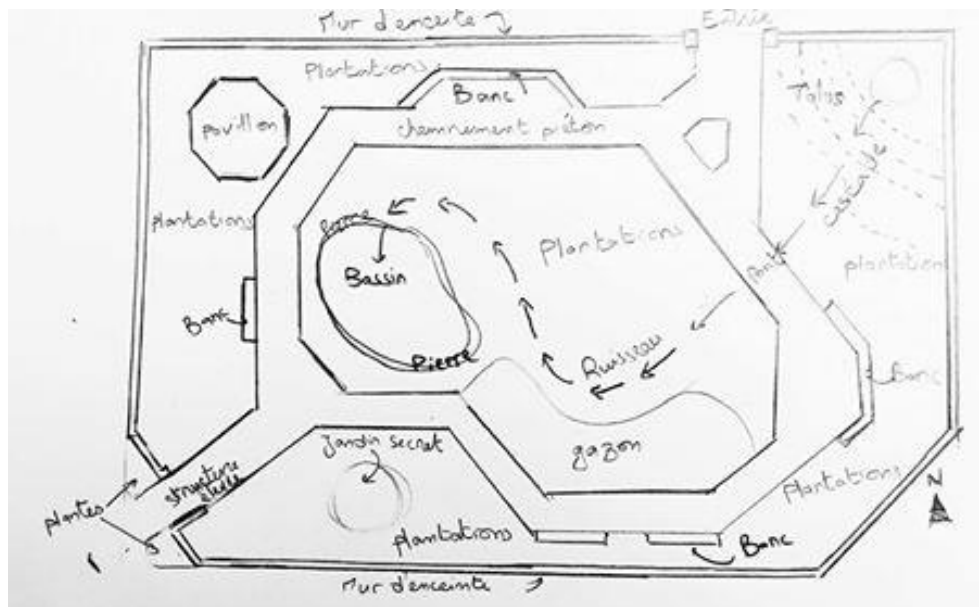 Mur d'enceinte
Entrée
Plantations
Banc
Talus
pavillon
cheminement piéton
cascade
plantations
Pierre
Plantations
Bassin
Pont
plantation
Banc
Pierre
Ruisseau
Banc
Jardin secret
gazon
structure
Plantations
N
plantes
plantations
Banc
Mur d'enceinte